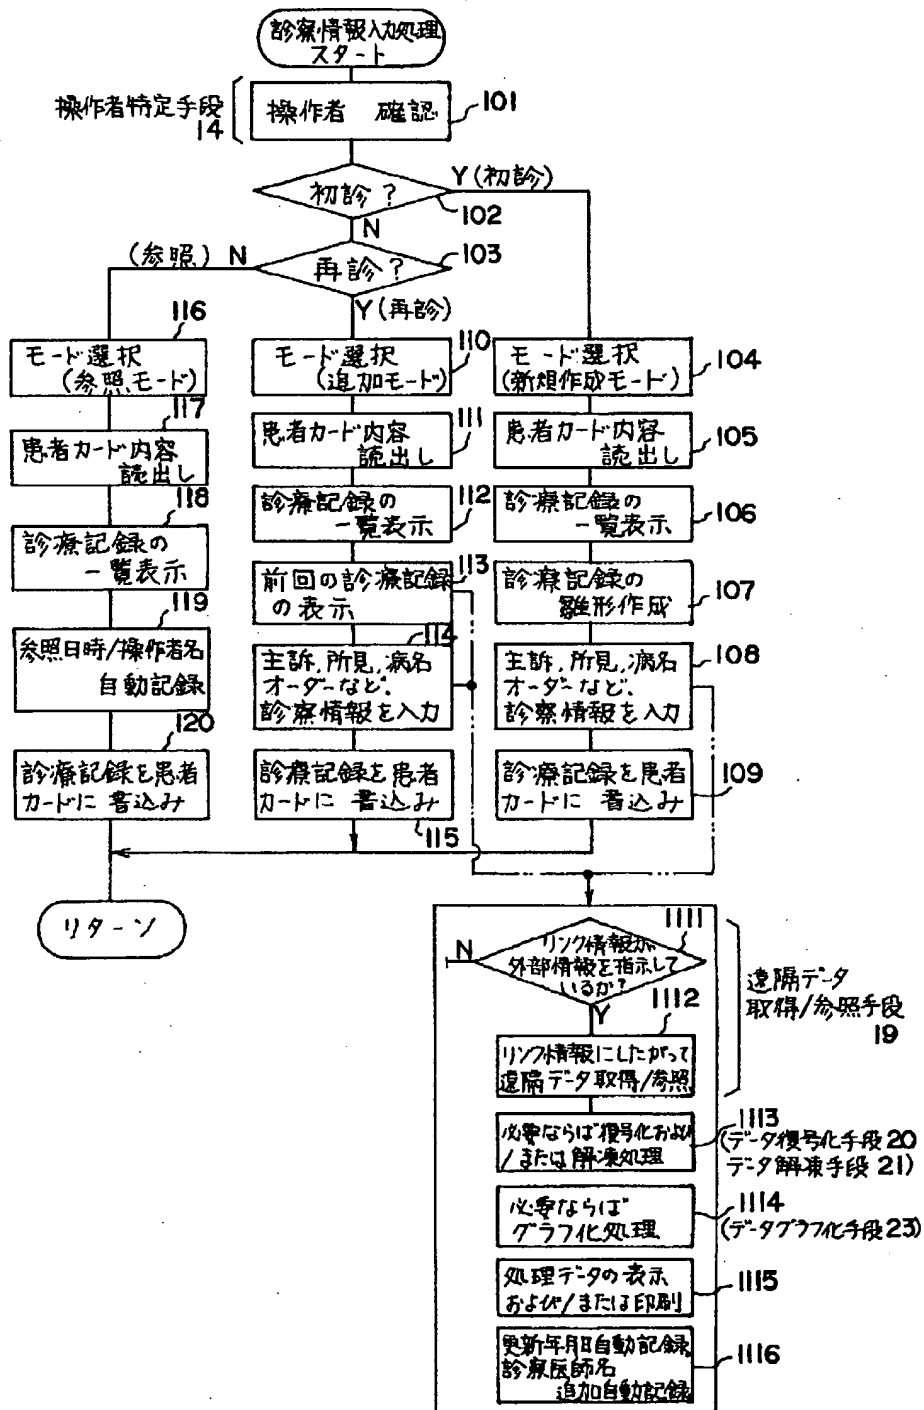 診察情報入力処理
スタート
操作者特定手段
14
操作者 確認
101
初診?
Y(初診)
102
N
再診?
103
(参照) N
Y(再診)
116
モード選択
(参照モード)
117
患者カード内容
読出し
118
診療記録の
一覧表示
119
参照日時/操作者名
自動記録
120
診療記録を患者
カードに 書込み
リターン
110
モード選択
(追加モード)
111
患者カード内容
読出し
112
診療記録の
一覧表示
113
前回の診療記録
の表示
114
主訴,所見,病名
オーダーなど、
診察情報を入力
診療記録を患者
カードに 書込み
115
モード選択
(新規作成モード)
104
患者カード内容
読出し
105
診療記録の
一覧表示
106
診療記録の
雛形作成
107
主訴,所見,病名
オーダーなど、
診察情報を入力
108
診療記録を患者
カードに 書込み
109
1111
リンク情報が
外部情報を指示して
いるか?
N
Y
1112
リンク情報にしたがって
遠隔データ取得/参照
遠隔データ
取得/参照手段
19
1113
必要ならば復号化および
/または解凍処理
(データ復号化手段20
データ解凍手段21)
必要ならば
グラフ化処理
1114
(データグラフ化手段23)
処理データの表示
および/または印刷
1115
更新年月日自動記録
診察医師名
追加自動記録
1116